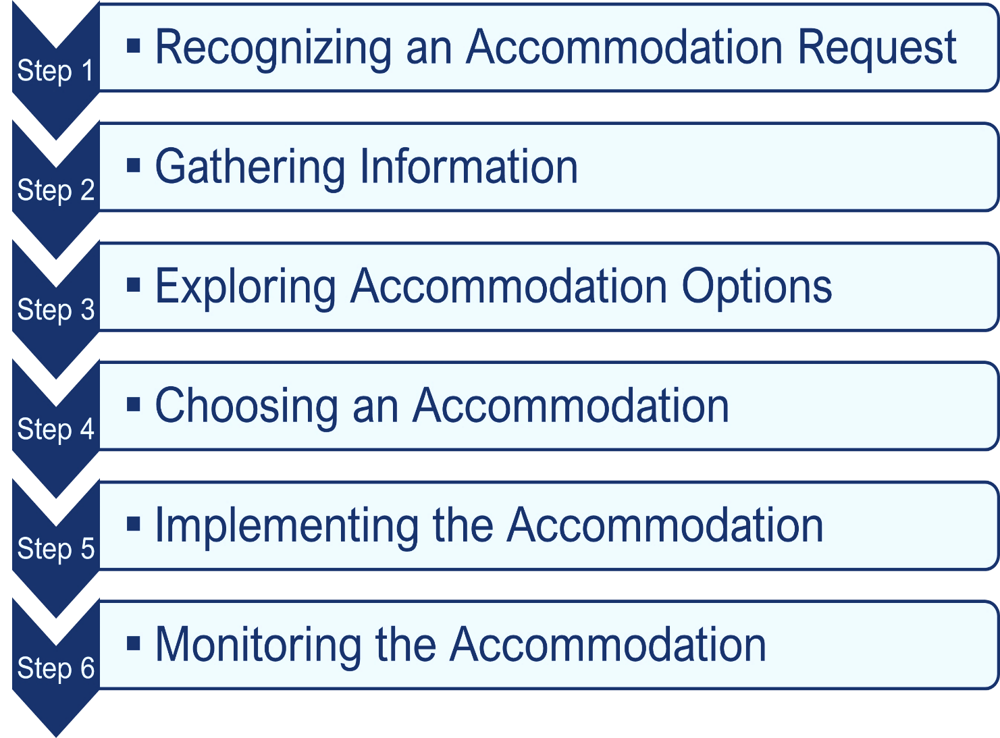 Step 1
▪ Recognizing an Accommodation Request
Step 2
▪ Gathering Information
Step 3
▪ Exploring Accommodation Options
Step 4
▪ Choosing an Accommodation
Step 5
▪ Implementing the Accommodation
Step 6
▪ Monitoring the Accommodation